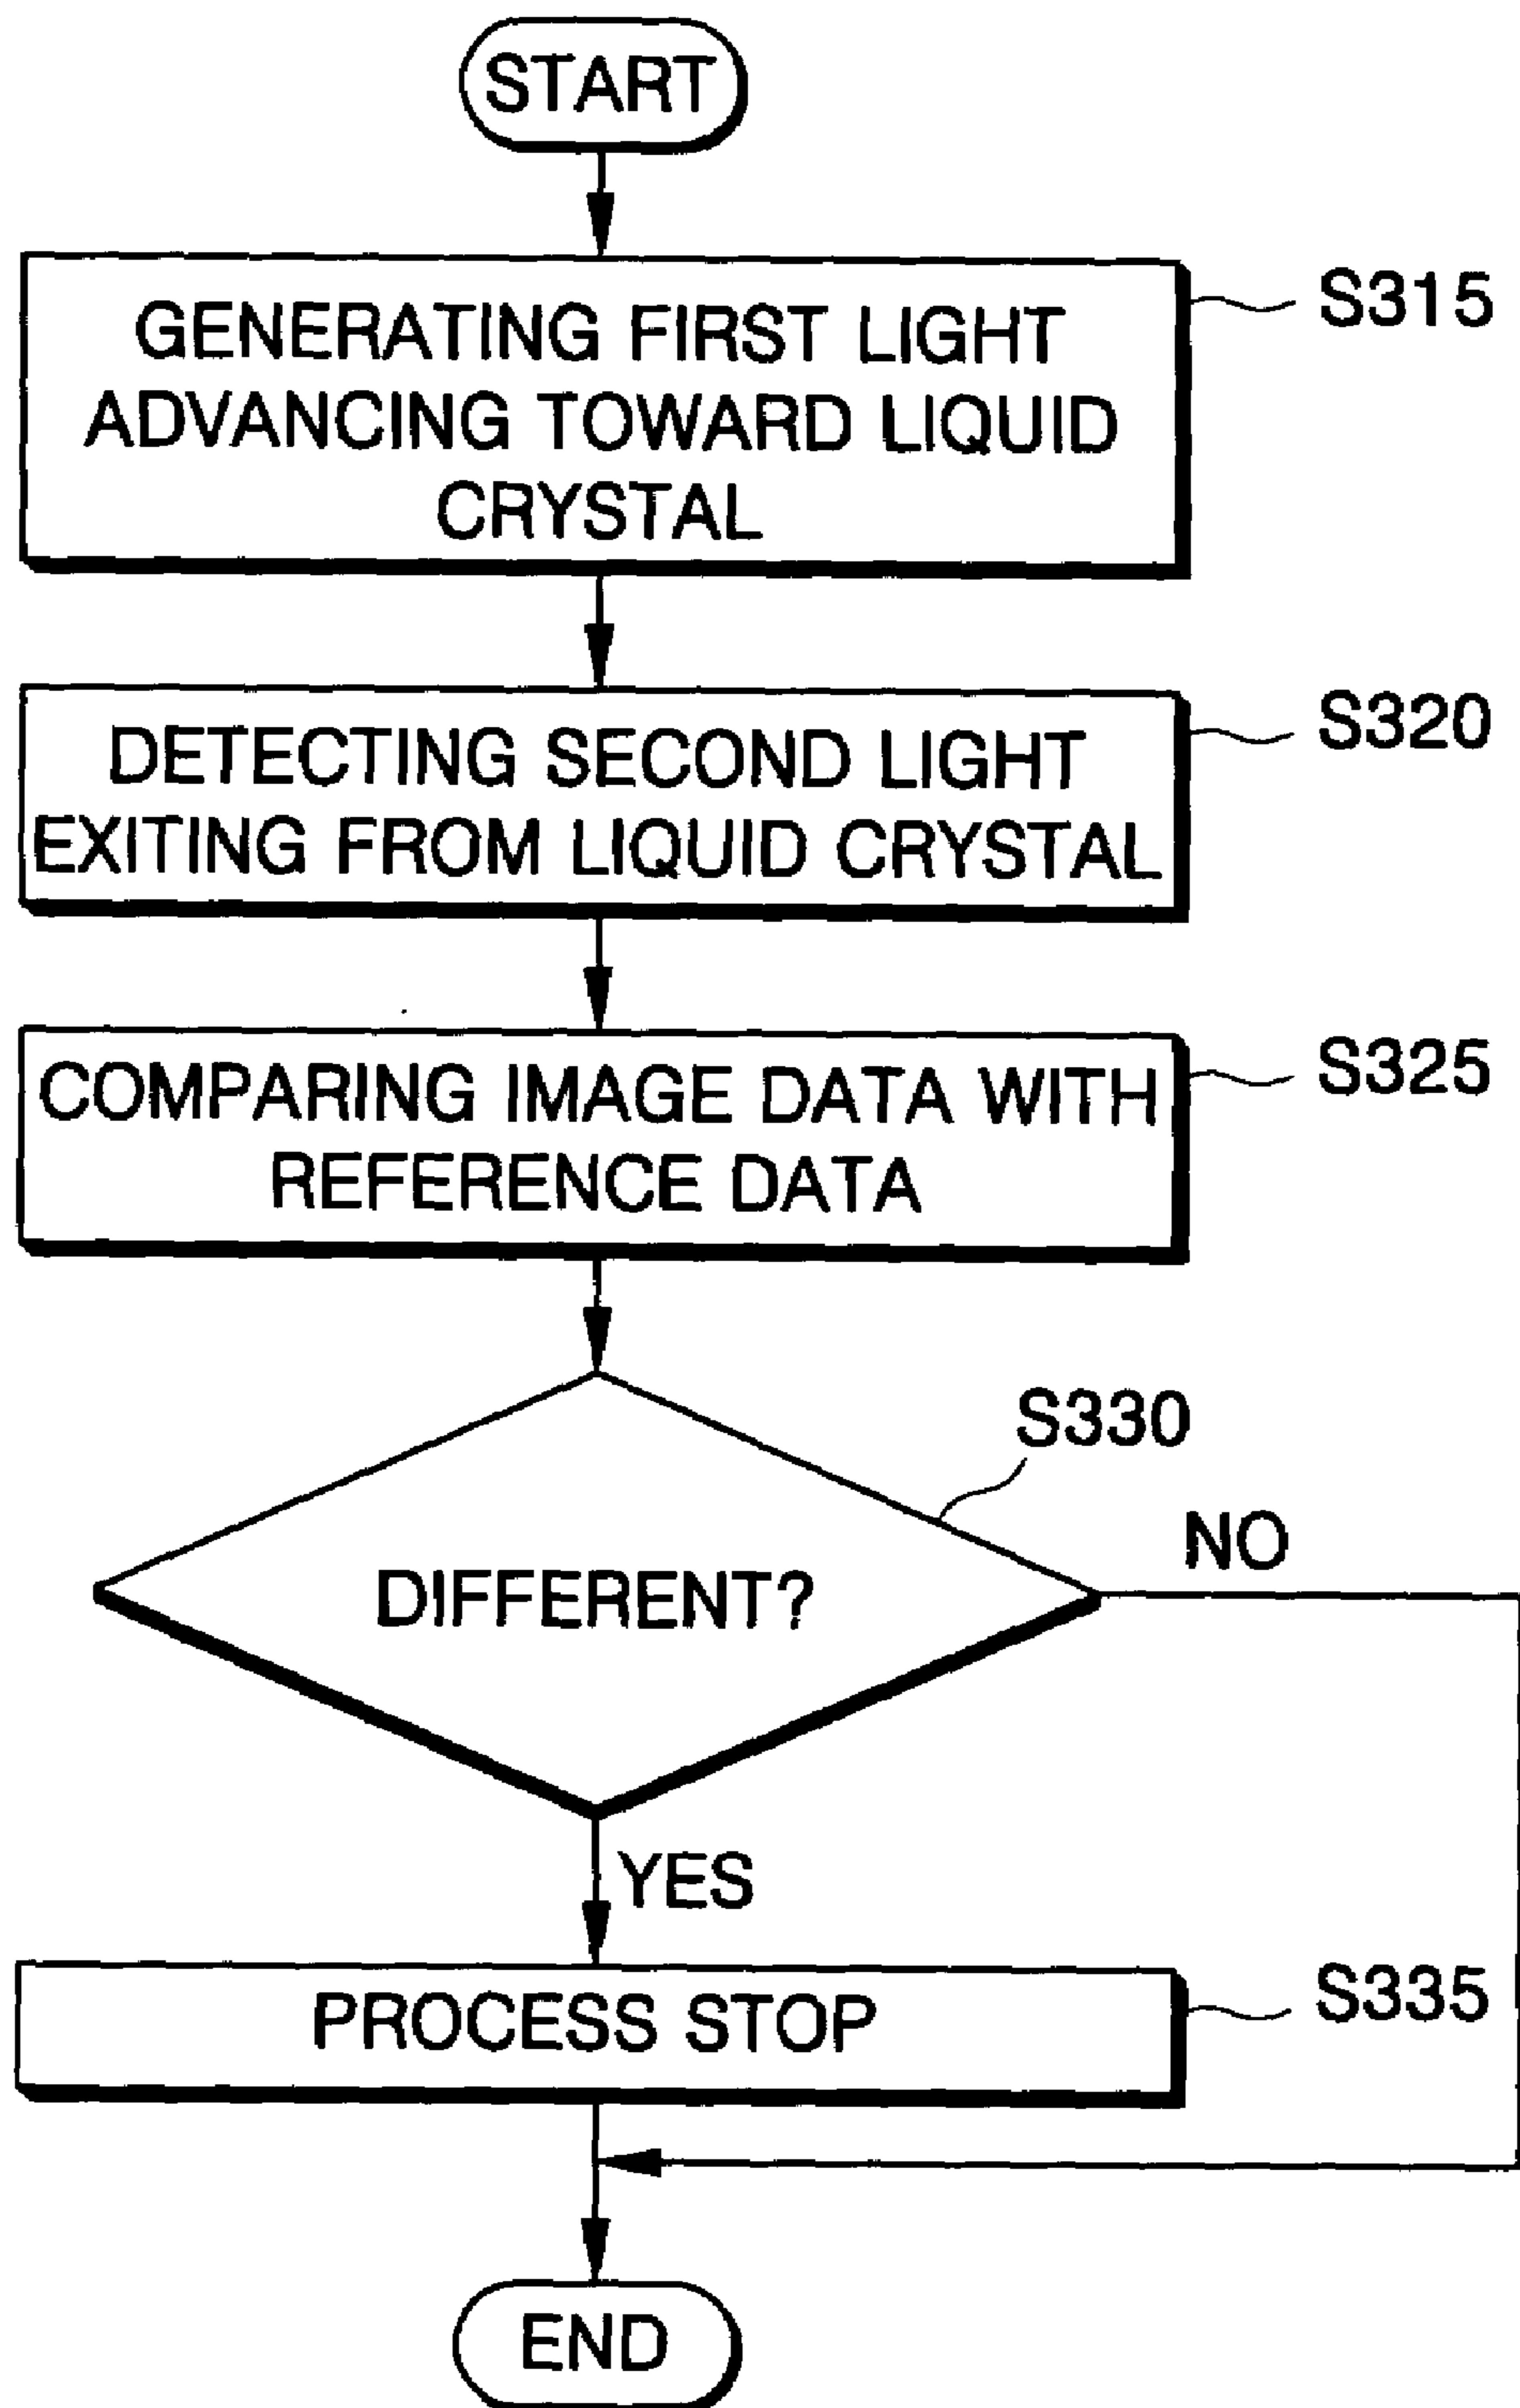 START
GENERATING FIRST LIGHT
ADVANCING TOWARD LIQUID
CRYSTAL
S315
DETECTING SECOND LIGHT
EXITING FROM LIQUID CRYSTAL
S320
COMPARING IMAGE DATA WITH
REFERENCE DATA
S325
S330
DIFFERENT?
NO
YES
PROCESS STOP
S335
END